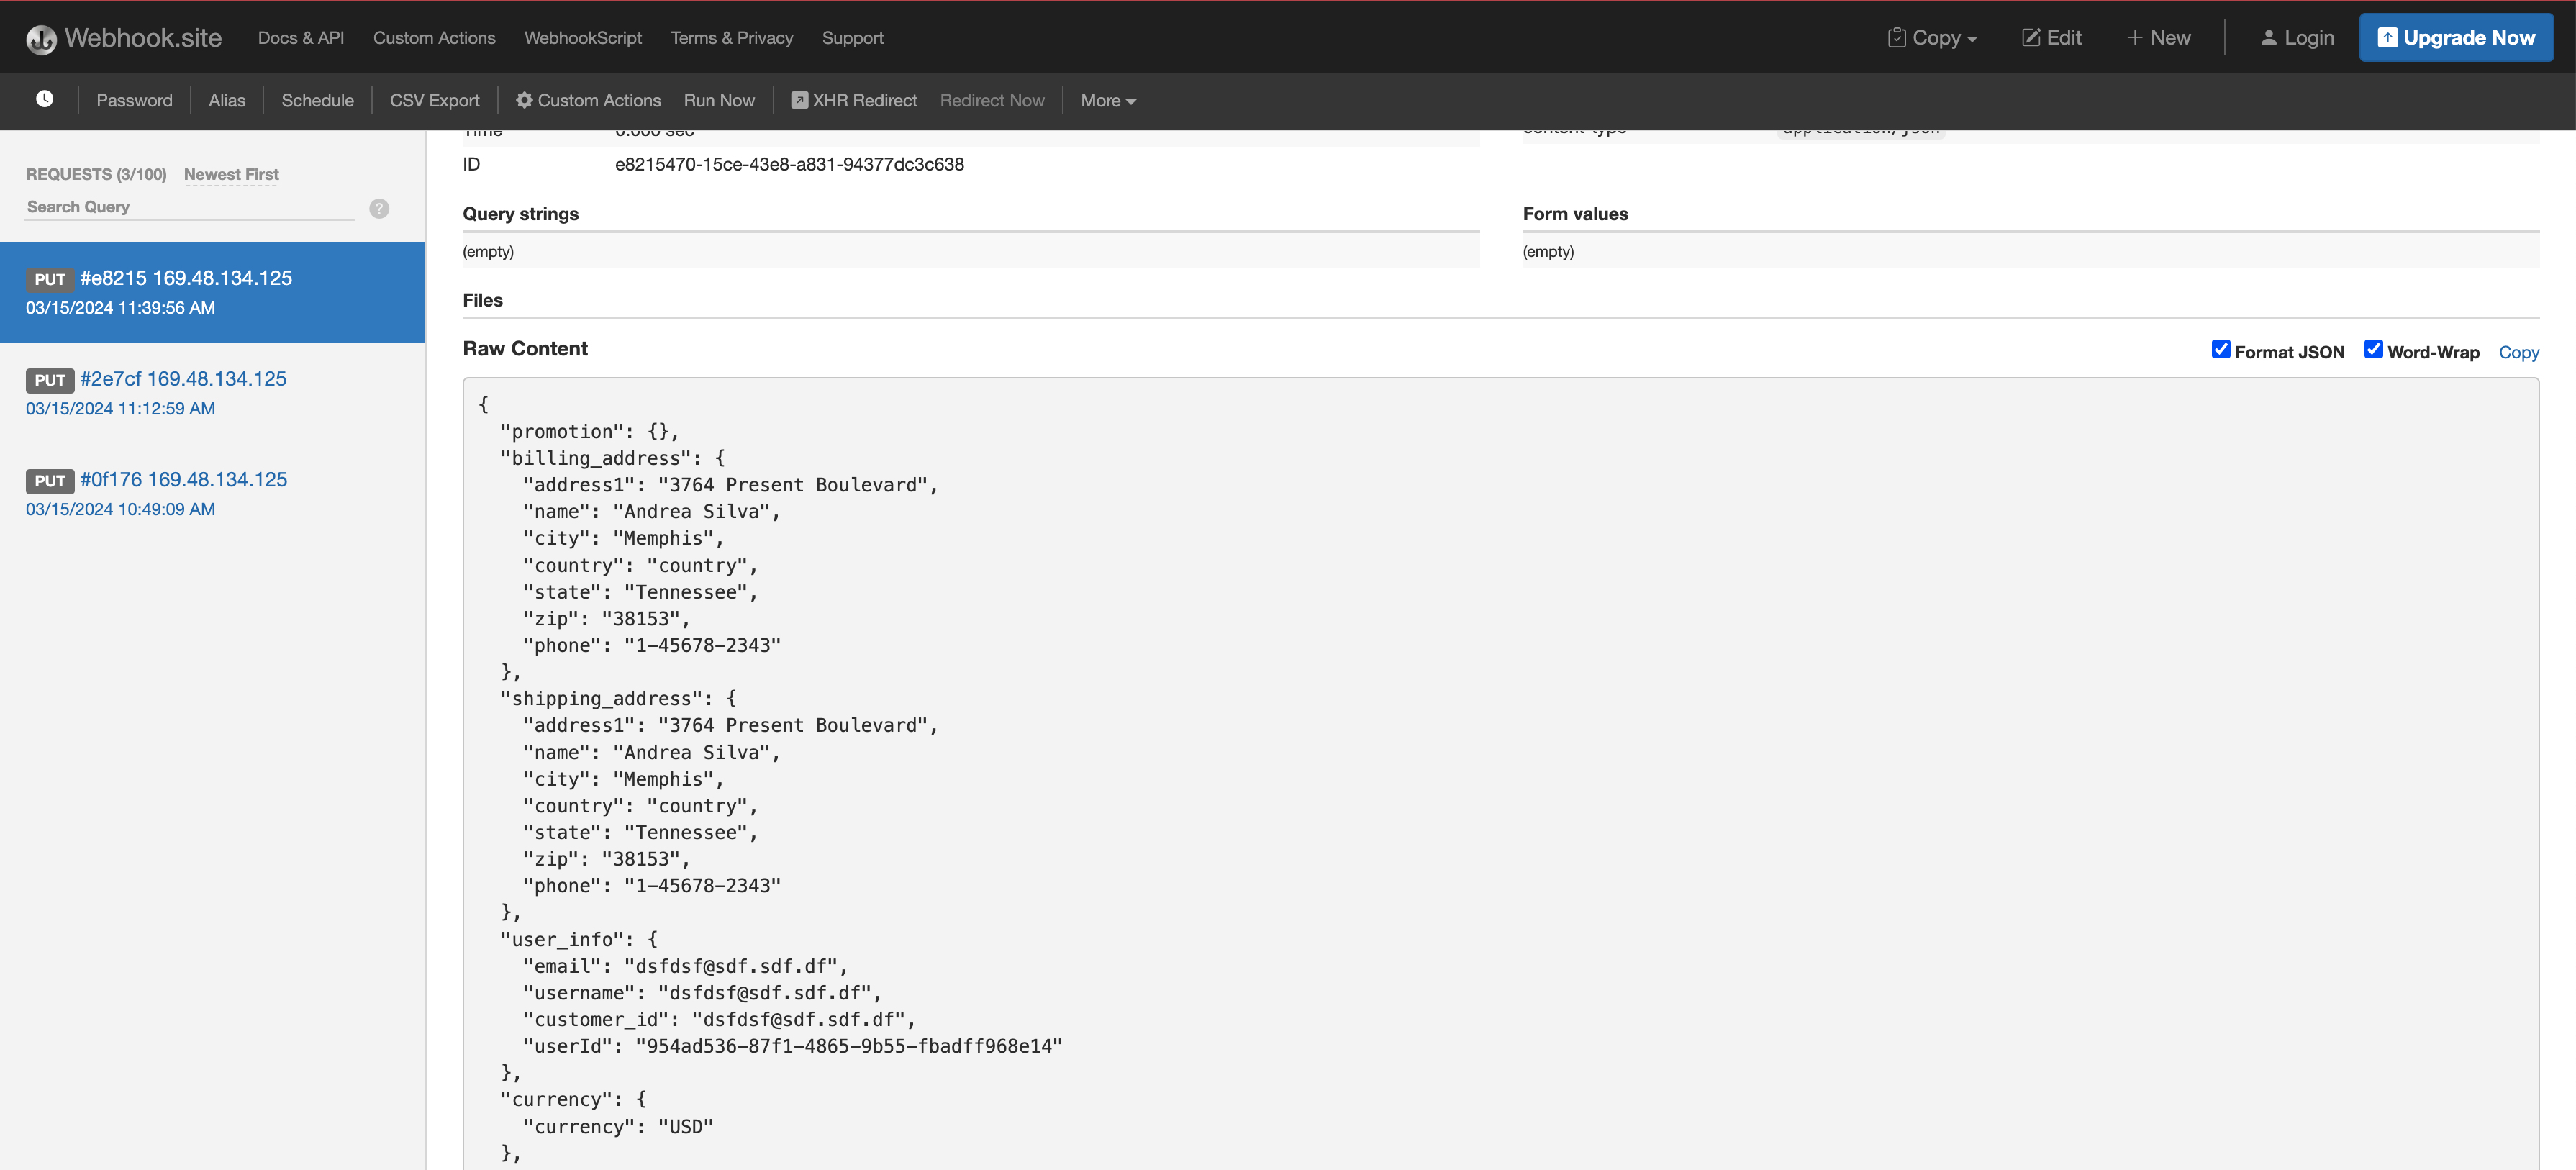 Webhook.site Docs & API Custom Actions WebhookScript Terms & Privacy Support Copy Edit + New Login Upgrade Now
Password Alias Schedule CSV Export Custom Actions Run Now XHR Redirect Redirect Now More
REQUESTS (3/100) Newest First
Search Query ?
PUT #e8215 169.48.134.125
03/15/2024 11:39:56 AM
PUT #2e7cf 169.48.134.125
03/15/2024 11:12:59 AM
PUT #0f176 169.48.134.125
03/15/2024 10:49:09 AM
Time 0.000 sec
content-type application/json
ID e8215470-15ce-43e8-a831-94377dc3c638
Query strings
(empty)
Form values
(empty)
Files
Raw Content Format JSON Word-Wrap Copy
{
"promotion": {},
"billing_address": {
"address1": "3764 Present Boulevard",
"name": "Andrea Silva",
"city": "Memphis",
"country": "country",
"state": "Tennessee",
"zip": "38153",
"phone": "1-45678-2343"
},
"shipping_address": {
"address1": "3764 Present Boulevard",
"name": "Andrea Silva",
"city": "Memphis",
"country": "country",
"state": "Tennessee",
"zip": "38153",
"phone": "1-45678-2343"
},
"user_info": {
"email": "dsfdsf@sdf.sdf.df",
"username": "dsfdsf@sdf.sdf.df",
"customer_id": "dsfdsf@sdf.sdf.df",
"userId": "954ad536-87f1-4865-9b55-fbadff968e14"
},
"currency": {
"currency": "USD"
},